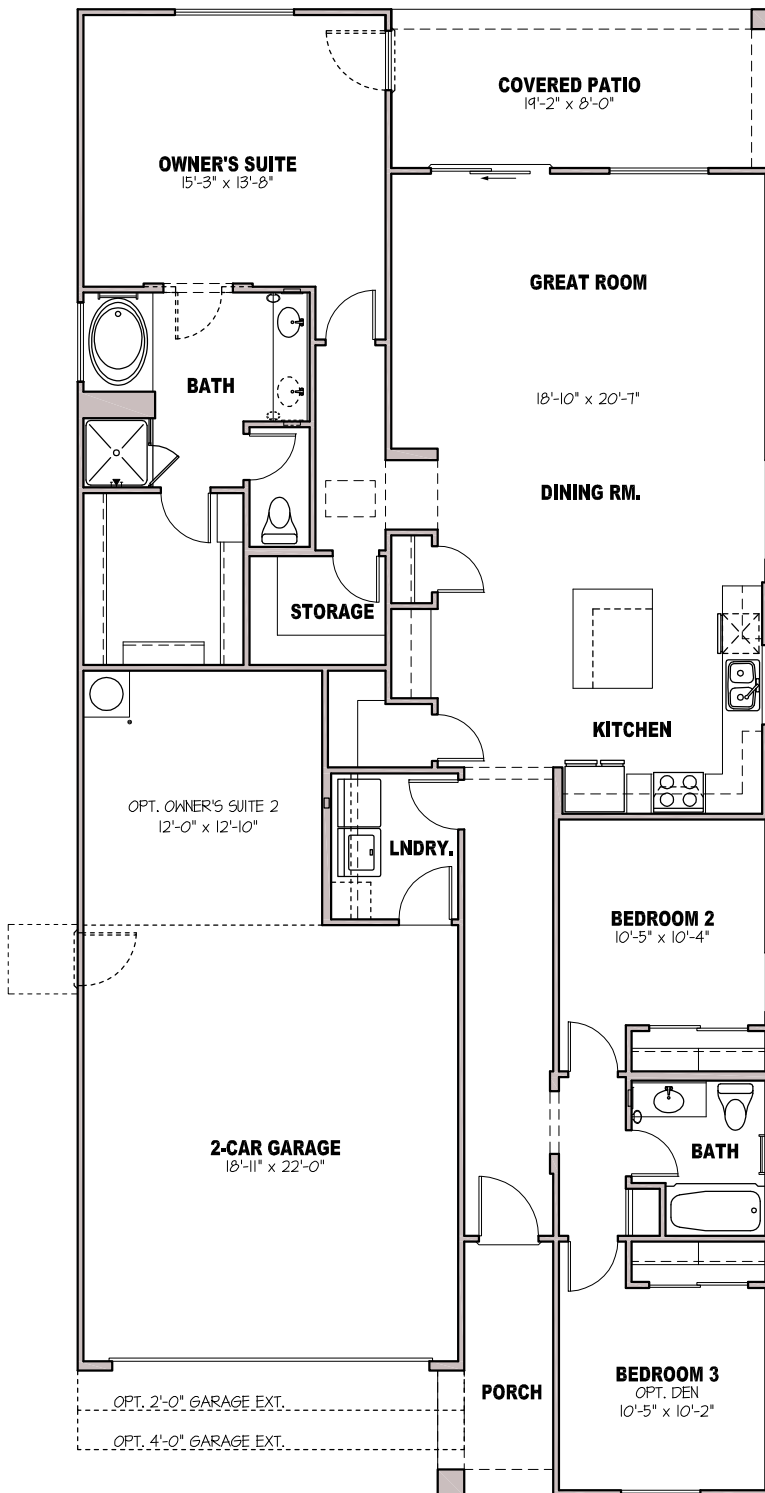 COVERED PATIO
19'-2" x 8'-0"
OWNER'S SUITE
15'-3" x 13'-8"
GREAT ROOM
BATH
18'-10" x 20'-7"
DINING RM.
STORAGE
KITCHEN
OPT. OWNER'S SUITE 2
12'-0" x 12'-10"
LNDRY.
BEDROOM 2
10'-5" x 10'-4"
2-CAR GARAGE
18'-11" x 22'-0"
BATH
BEDROOM 3
OPT. DEN
10'-5" x 10'-2"
PORCH
OPT. 2'-0" GARAGE EXT.
OPT. 4'-0" GARAGE EXT.